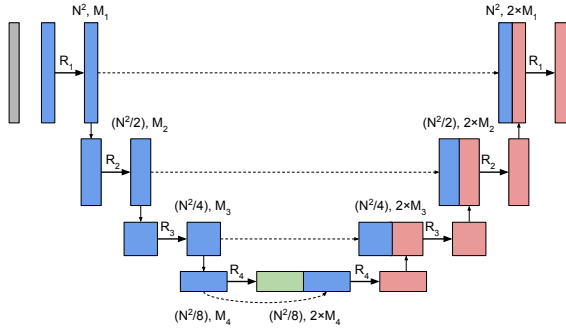 N², M₁
N², 2×M₁
R₁
R₁
(N²/2), M₂
(N²/2), 2×M₂
R₂
R₂
(N²/4), M₃
(N²/4), 2×M₃
R₃
R₃
R₄
R₄
(N²/8), M₄
(N²/8), 2×M₄